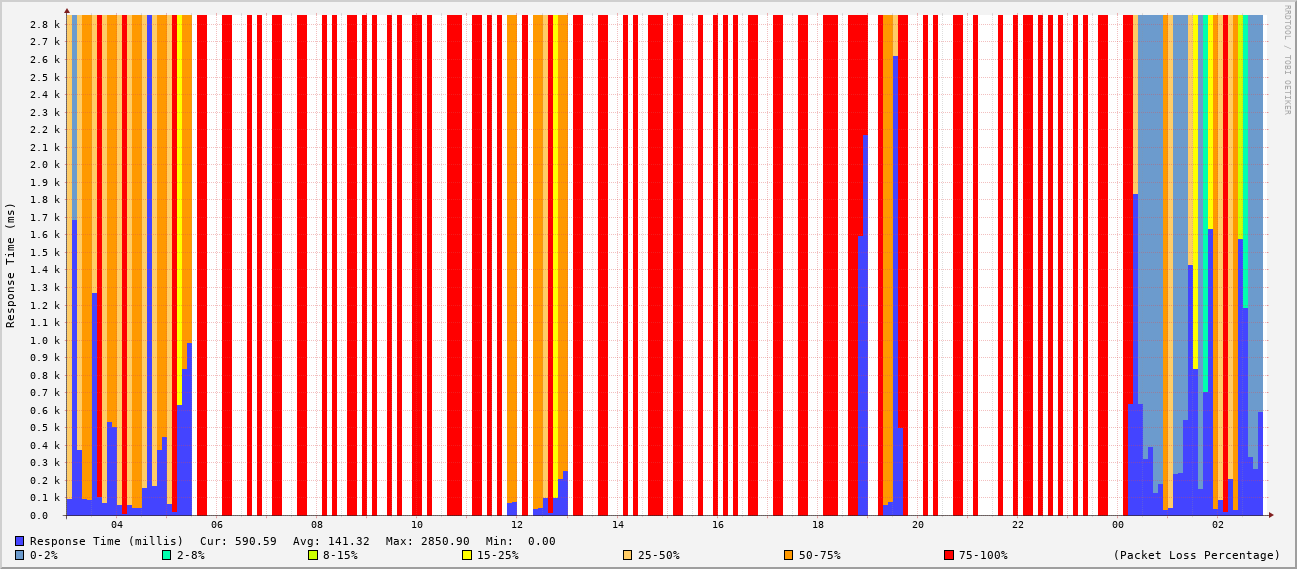 RRDTOOL / TOBI OETIKER
Response Time (ms)
2.8 k
2.7 k
2.6 k
2.5 k
2.4 k
2.3 k
2.2 k
2.1 k
2.0 k
1.9 k
1.8 k
1.7 k
1.6 k
1.5 k
1.4 k
1.3 k
1.2 k
1.1 k
1.0 k
0.9 k
0.8 k
0.7 k
0.6 k
0.5 k
0.4 k
0.3 k
0.2 k
0.1 k
0.0
04 06 08 10 12 14 16 18 20 22 00 02
Response Time (millis) Cur: 590.59 Avg: 141.32 Max: 2850.90 Min: 0.00
0-2% 2-8% 8-15% 15-25% 25-50% 50-75% 75-100% (Packet Loss Percentage)